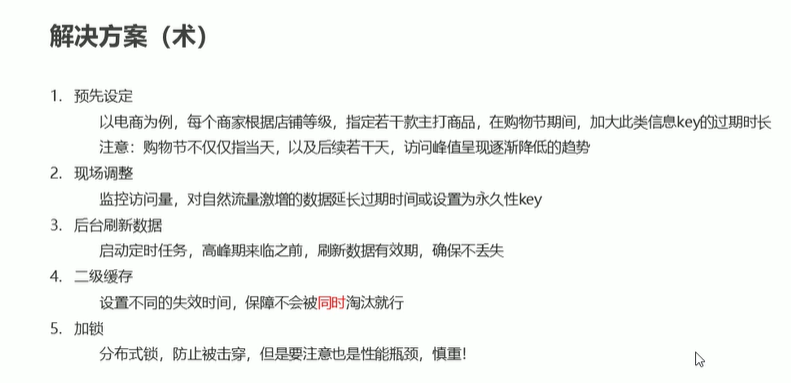 解决方案（术）
1. 预先设定
以电商为例，每个商家根据店铺等级，指定若干款主打商品，在购物节期间，加大此类信息key的过期时长
注意：购物节不仅仅指当天，以及后续若干天，访问峰值呈现逐渐降低的趋势
2. 现场调整
监控访问量，对自然流量激增的数据延长过期时间或设置为永久性key
3. 后台刷新数据
启动定时任务，高峰期来临之前，刷新数据有效期，确保不丢失
4. 二级缓存
设置不同的失效时间，保障不会被同时淘汰就行
5. 加锁
分布式锁，防止被击穿，但是要注意也是性能瓶颈，慎重！